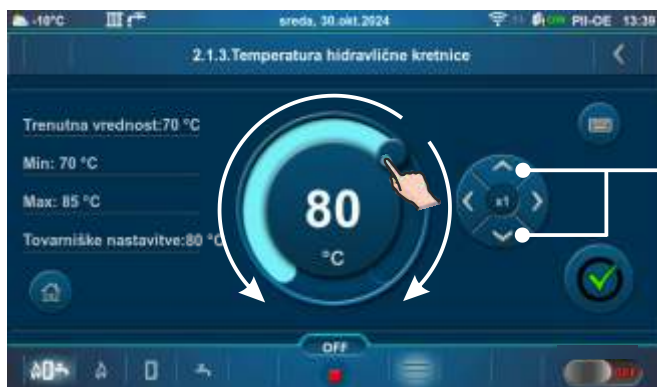 -10°C sreda, 30.okt.2024 PII-OE 13:39
2.1.3.Temperatura hidravlične kretnice
Trenutna vrednost:70 °C
Min: 70 °C
Max: 85 °C
Tovarniške nastavitve:80 °C
80
°C
x1
OFF
OFF